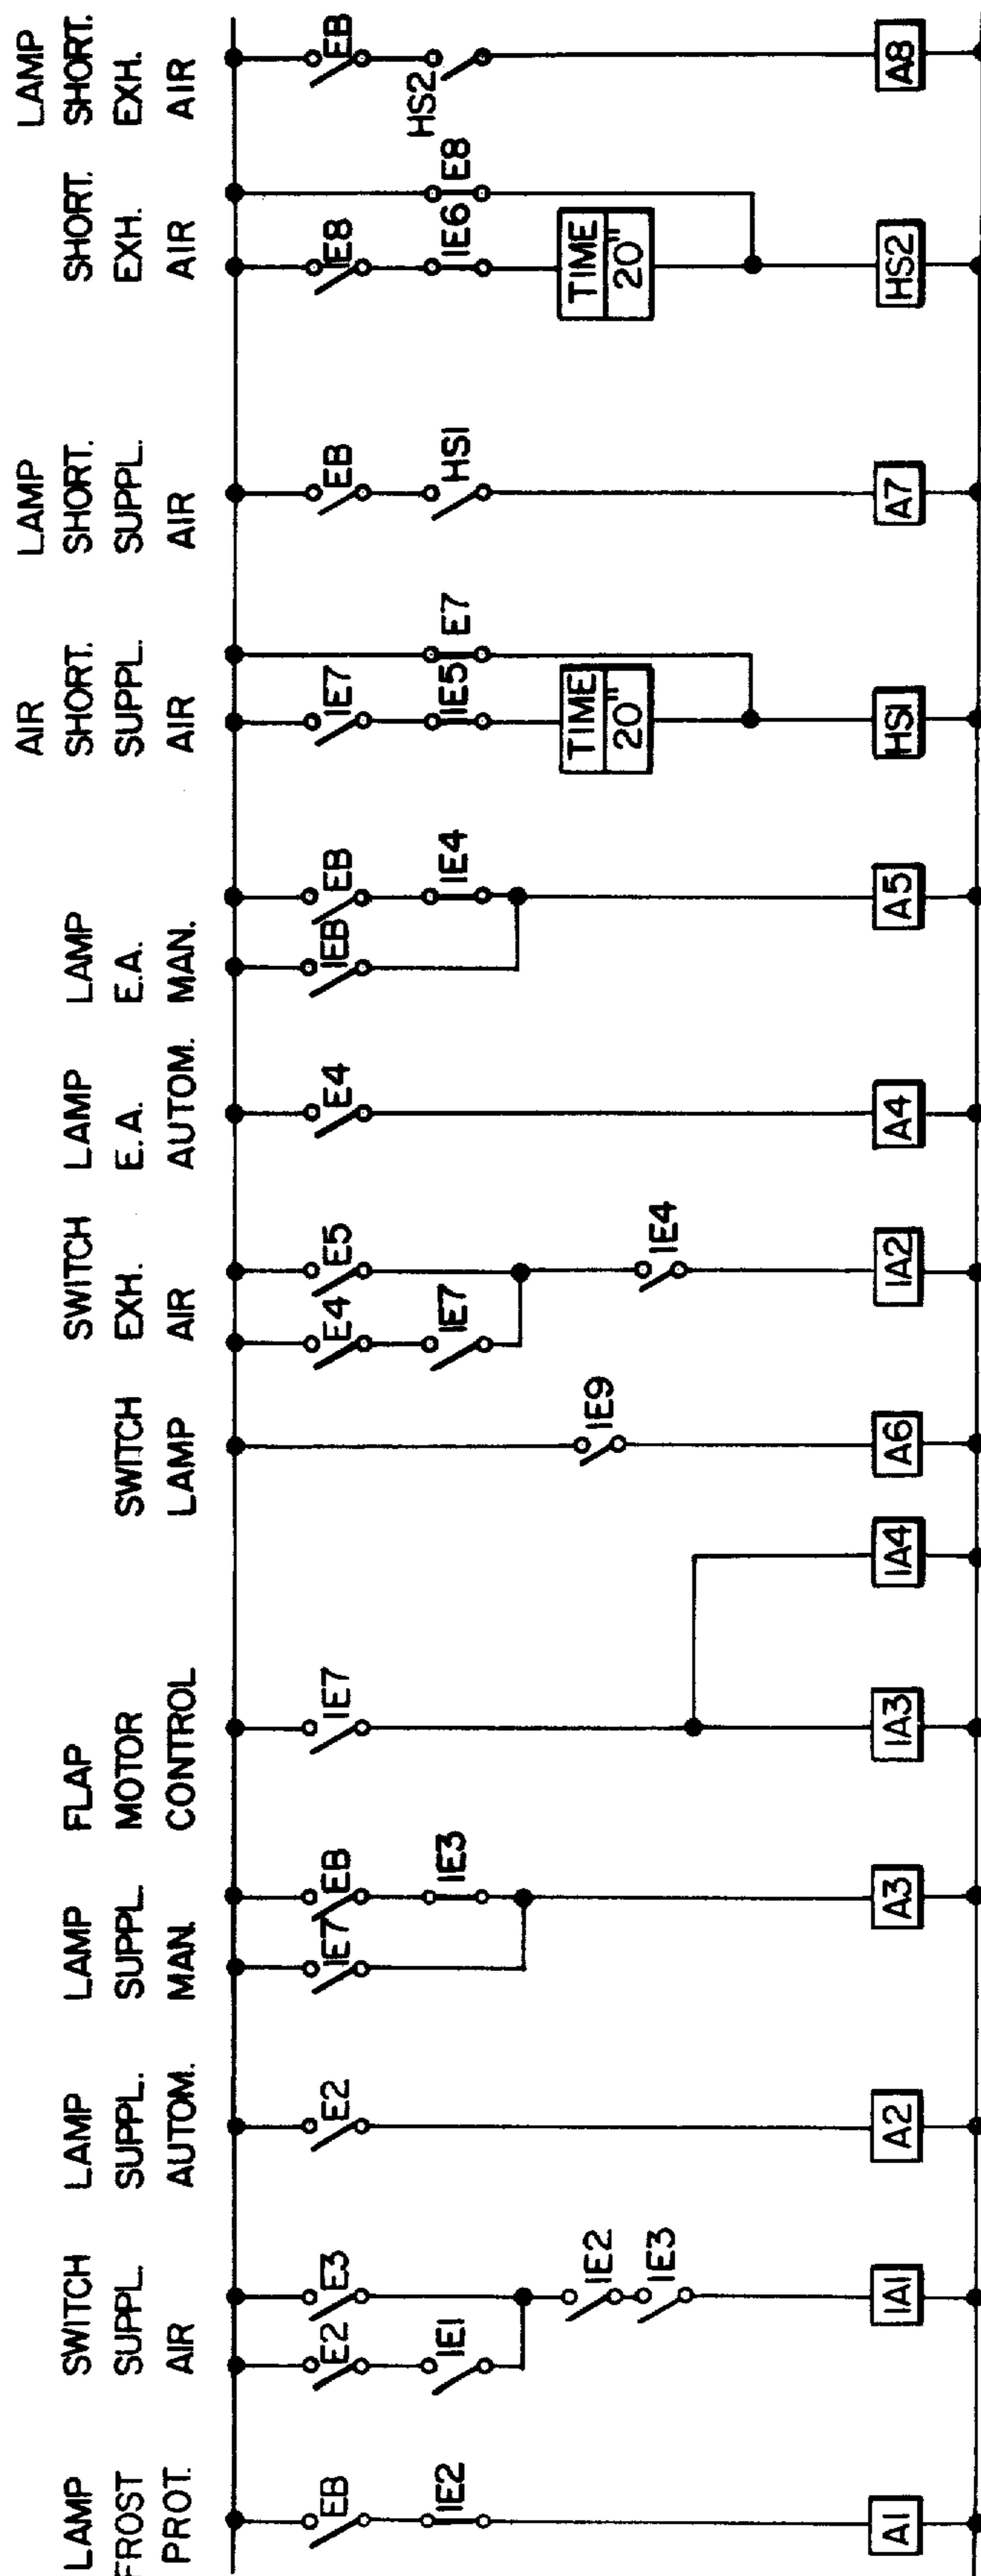 LAMP
FROST
PROT.
EB
IE2
A1
SWITCH
SUPPL.
AIR
E2
E3
IE1
IE2
IE3
IA1
LAMP
SUPPL.
AUTOM.
E2
A2
LAMP
SUPPL.
MAN.
IE7
EB
IE3
A3
FLAP
MOTOR
CONTROL
IE7
IA3
IA4
SWITCH
LAMP
IE9
A6
SWITCH
EXH.
AIR
E4
E5
IE7
IE4
IA2
LAMP
E.A.
AUTOM.
E4
A4
LAMP
E.A.
MAN.
IEB
EB
IE4
A5
AIR
SHORT.
SUPPL.
AIR
IE7
IE5
E7
TIME
20"
HS1
LAMP
SHORT.
SUPPL.
AIR
EB
HS1
A7
SHORT.
EXH.
AIR
IE8
IE6
E8
TIME
20"
HS2
LAMP
SHORT.
EXH.
AIR
EB
HS2
A8